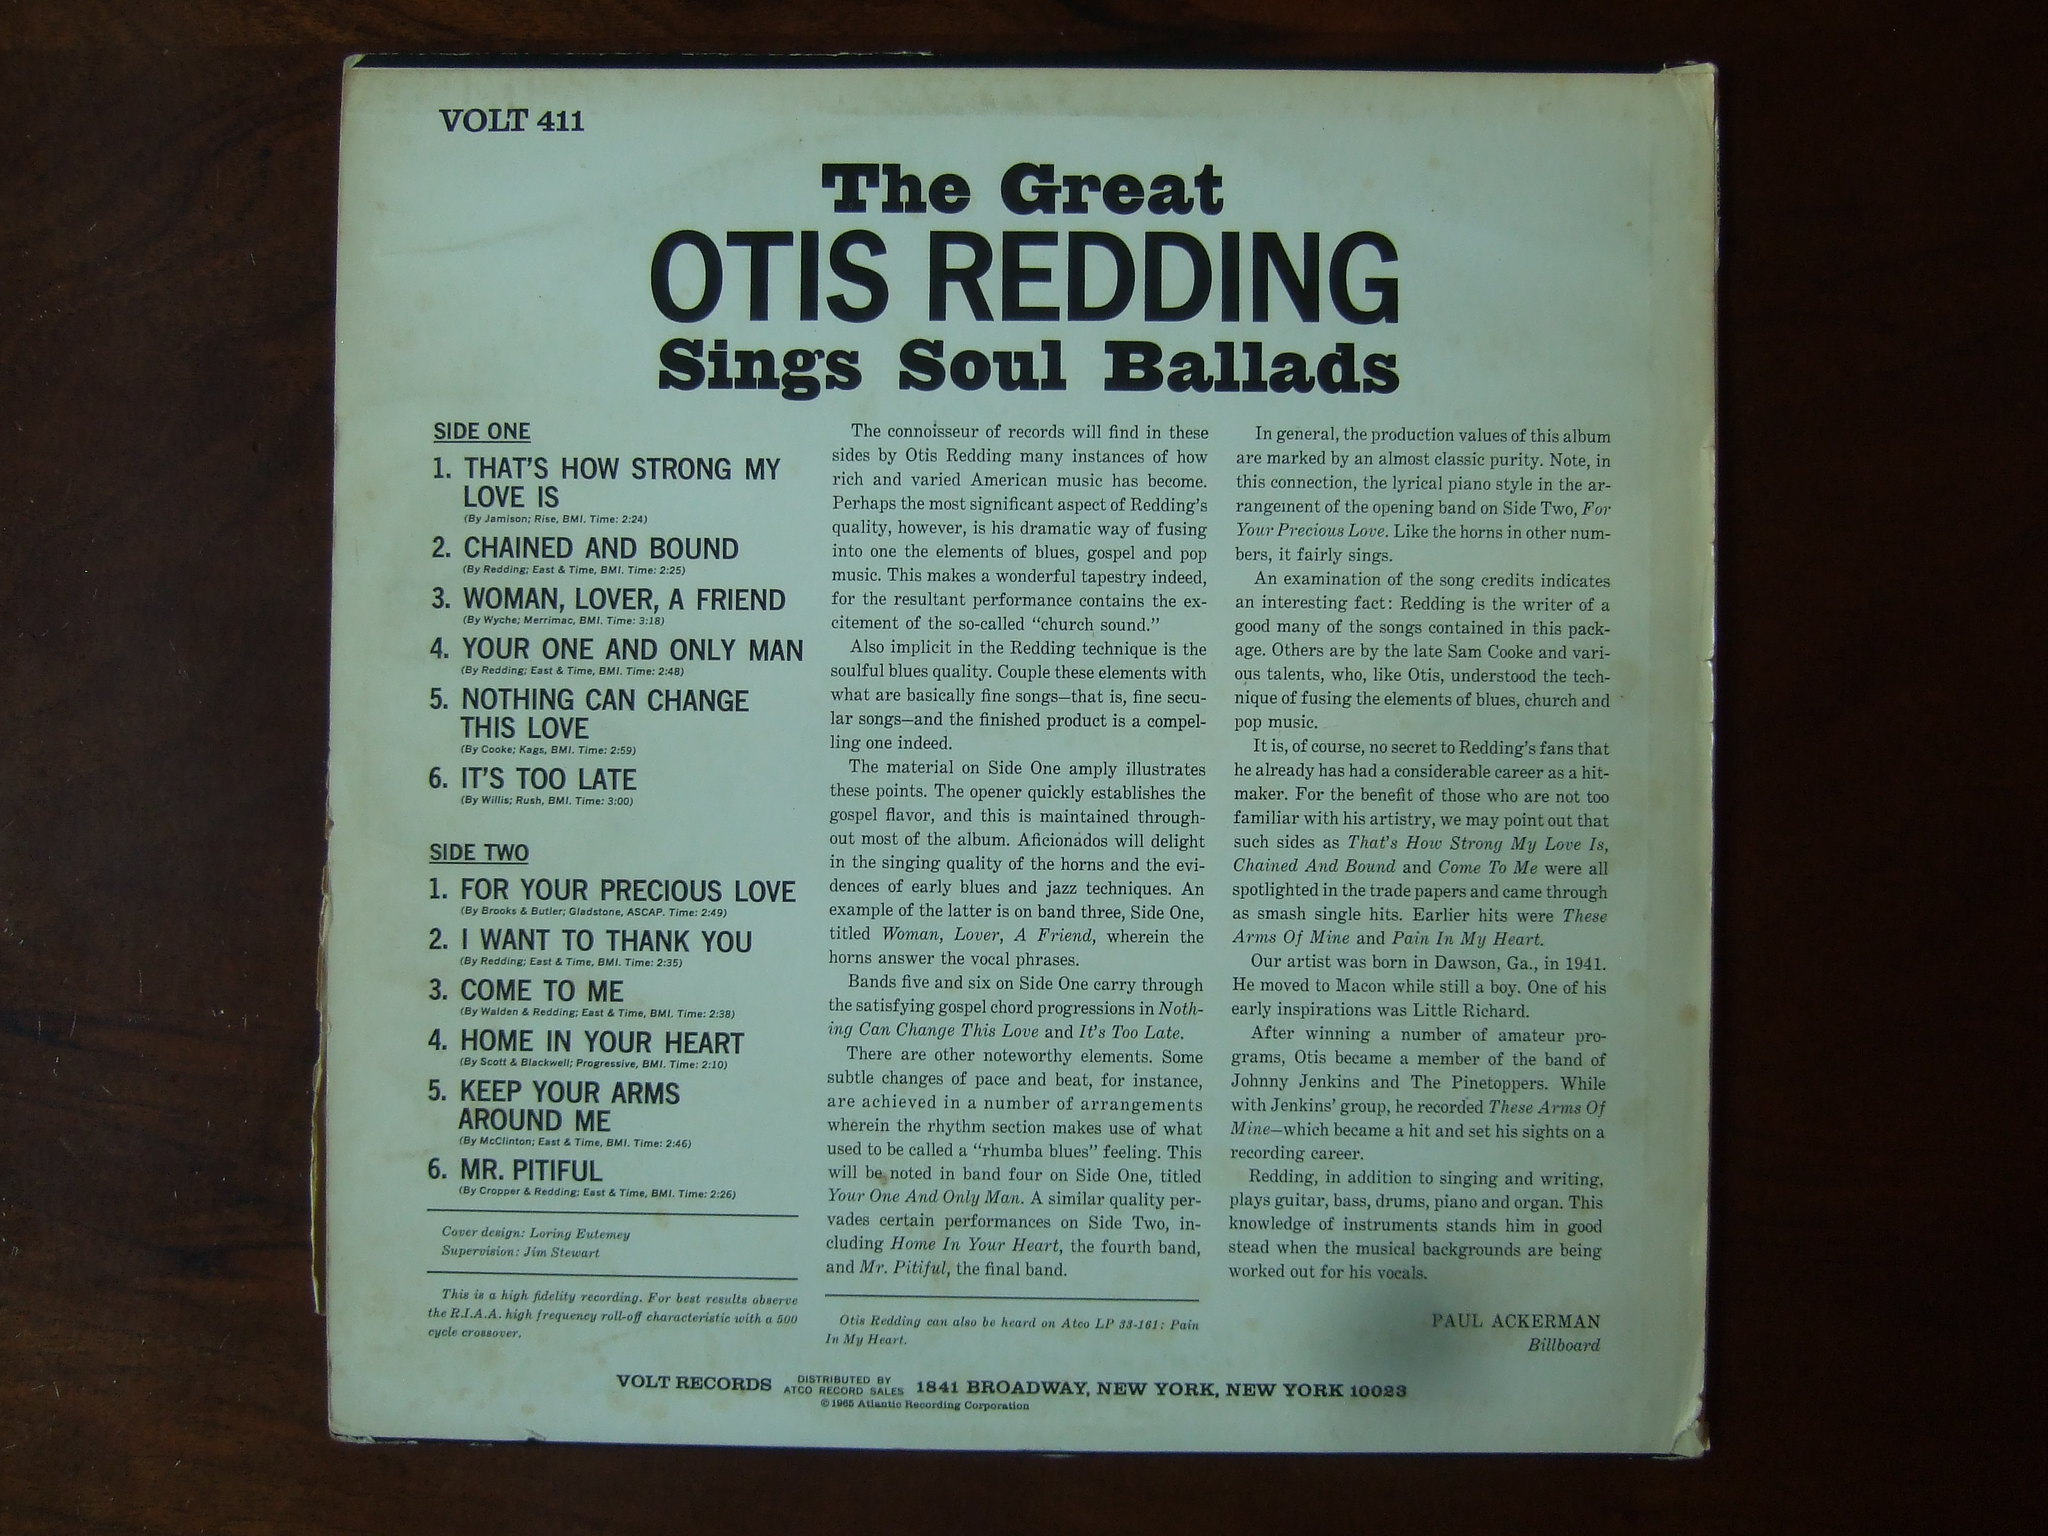 VOLT 411
The Great
OTIS REDDING
Sings Soul Ballads
SIDE ONE
1. THAT'S HOW STRONG MY
LOVE IS
(By Jamison; Rise, BMI. Time: 2:24)
2. CHAINED AND BOUND
(By Redding; East & Time, BMI. Time: 2:25)
3. WOMAN, LOVER, A FRIEND
(By Wyche; Merrimac, BMI. Time: 3:18)
4. YOUR ONE AND ONLY MAN
(By Redding; East & Time, BMI. Time: 2:48)
5. NOTHING CAN CHANGE
THIS LOVE
(By Cooke; Kags, BMI. Time: 2:59)
6. IT'S TOO LATE
(By Willis; Rush, BMI. Time: 3:00)
SIDE TWO
1. FOR YOUR PRECIOUS LOVE
(By Brooks & Butler; Gladstone, ASCAP. Time: 2:49)
2. I WANT TO THANK YOU
(By Redding; East & Time, BMI. Time: 2:35)
3. COME TO ME
(By Walden & Redding; East & Time, BMI. Time: 2:38)
4. HOME IN YOUR HEART
(By Scott & Blackwell; Progressive, BMI. Time: 2:10)
5. KEEP YOUR ARMS
AROUND ME
(By McClinton; East & Time, BMI. Time: 2:46)
6. MR. PITIFUL
(By Cropper & Redding; East & Time, BMI. Time: 2:26)
Cover design: Loring Eutemey
Supervision: Jim Stewart
This is a high fidelity recording. For best results observe
the R.I.A.A. high frequency roll-off characteristic with a 500
cycle crossover.
The connoisseur of records will find in these
sides by Otis Redding many instances of how
rich and varied American music has become.
Perhaps the most significant aspect of Redding's
quality, however, is his dramatic way of fusing
into one the elements of blues, gospel and pop
music. This makes a wonderful tapestry indeed,
for the resultant performance contains the ex-
citement of the so-called "church sound."
Also implicit in the Redding technique is the
soulful blues quality. Couple these elements with
what are basically fine songs—that is, fine secu-
lar songs—and the finished product is a compel-
ling one indeed.
The material on Side One amply illustrates
these points. The opener quickly establishes the
gospel flavor, and this is maintained through-
out most of the album. Aficionados will delight
in the singing quality of the horns and the evi-
dences of early blues and jazz techniques. An
example of the latter is on band three, Side One,
titled Woman, Lover, A Friend, wherein the
horns answer the vocal phrases.
Bands five and six on Side One carry through
the satisfying gospel chord progressions in Noth-
ing Can Change This Love and It's Too Late.
There are other noteworthy elements. Some
subtle changes of pace and beat, for instance,
are achieved in a number of arrangements
wherein the rhythm section makes use of what
used to be called a "rhumba blues" feeling. This
will be noted in band four on Side One, titled
Your One And Only Man. A similar quality per-
vades certain performances on Side Two, in-
cluding Home In Your Heart, the fourth band,
and Mr. Pitiful, the final band.
Otis Redding can also be heard on Atco LP 33-161: Pain
In My Heart.
In general, the production values of this album
are marked by an almost classic purity. Note, in
this connection, the lyrical piano style in the ar-
rangement of the opening band on Side Two, For
Your Precious Love. Like the horns in other num-
bers, it fairly sings.
An examination of the song credits indicates
an interesting fact: Redding is the writer of a
good many of the songs contained in this pack-
age. Others are by the late Sam Cooke and vari-
ous talents, who, like Otis, understood the tech-
nique of fusing the elements of blues, church and
pop music.
It is, of course, no secret to Redding's fans that
he already has had a considerable career as a hit-
maker. For the benefit of those who are not too
familiar with his artistry, we may point out that
such sides as That's How Strong My Love Is,
Chained And Bound and Come To Me were all
spotlighted in the trade papers and came through
as smash single hits. Earlier hits were These
Arms Of Mine and Pain In My Heart.
Our artist was born in Dawson, Ga., in 1941.
He moved to Macon while still a boy. One of his
early inspirations was Little Richard.
After winning a number of amateur pro-
grams, Otis became a member of the band of
Johnny Jenkins and The Pinetoppers. While
with Jenkins' group, he recorded These Arms Of
Mine—which became a hit and set his sights on a
recording career.
Redding, in addition to singing and writing,
plays guitar, bass, drums, piano and organ. This
knowledge of instruments stands him in good
stead when the musical backgrounds are being
worked out for his vocals.
PAUL ACKERMAN
Billboard
VOLT RECORDS DISTRIBUTED BY ATCO RECORD SALES 1841 BROADWAY, NEW YORK, NEW YORK 10023
© 1965 Atlantic Recording Corporation